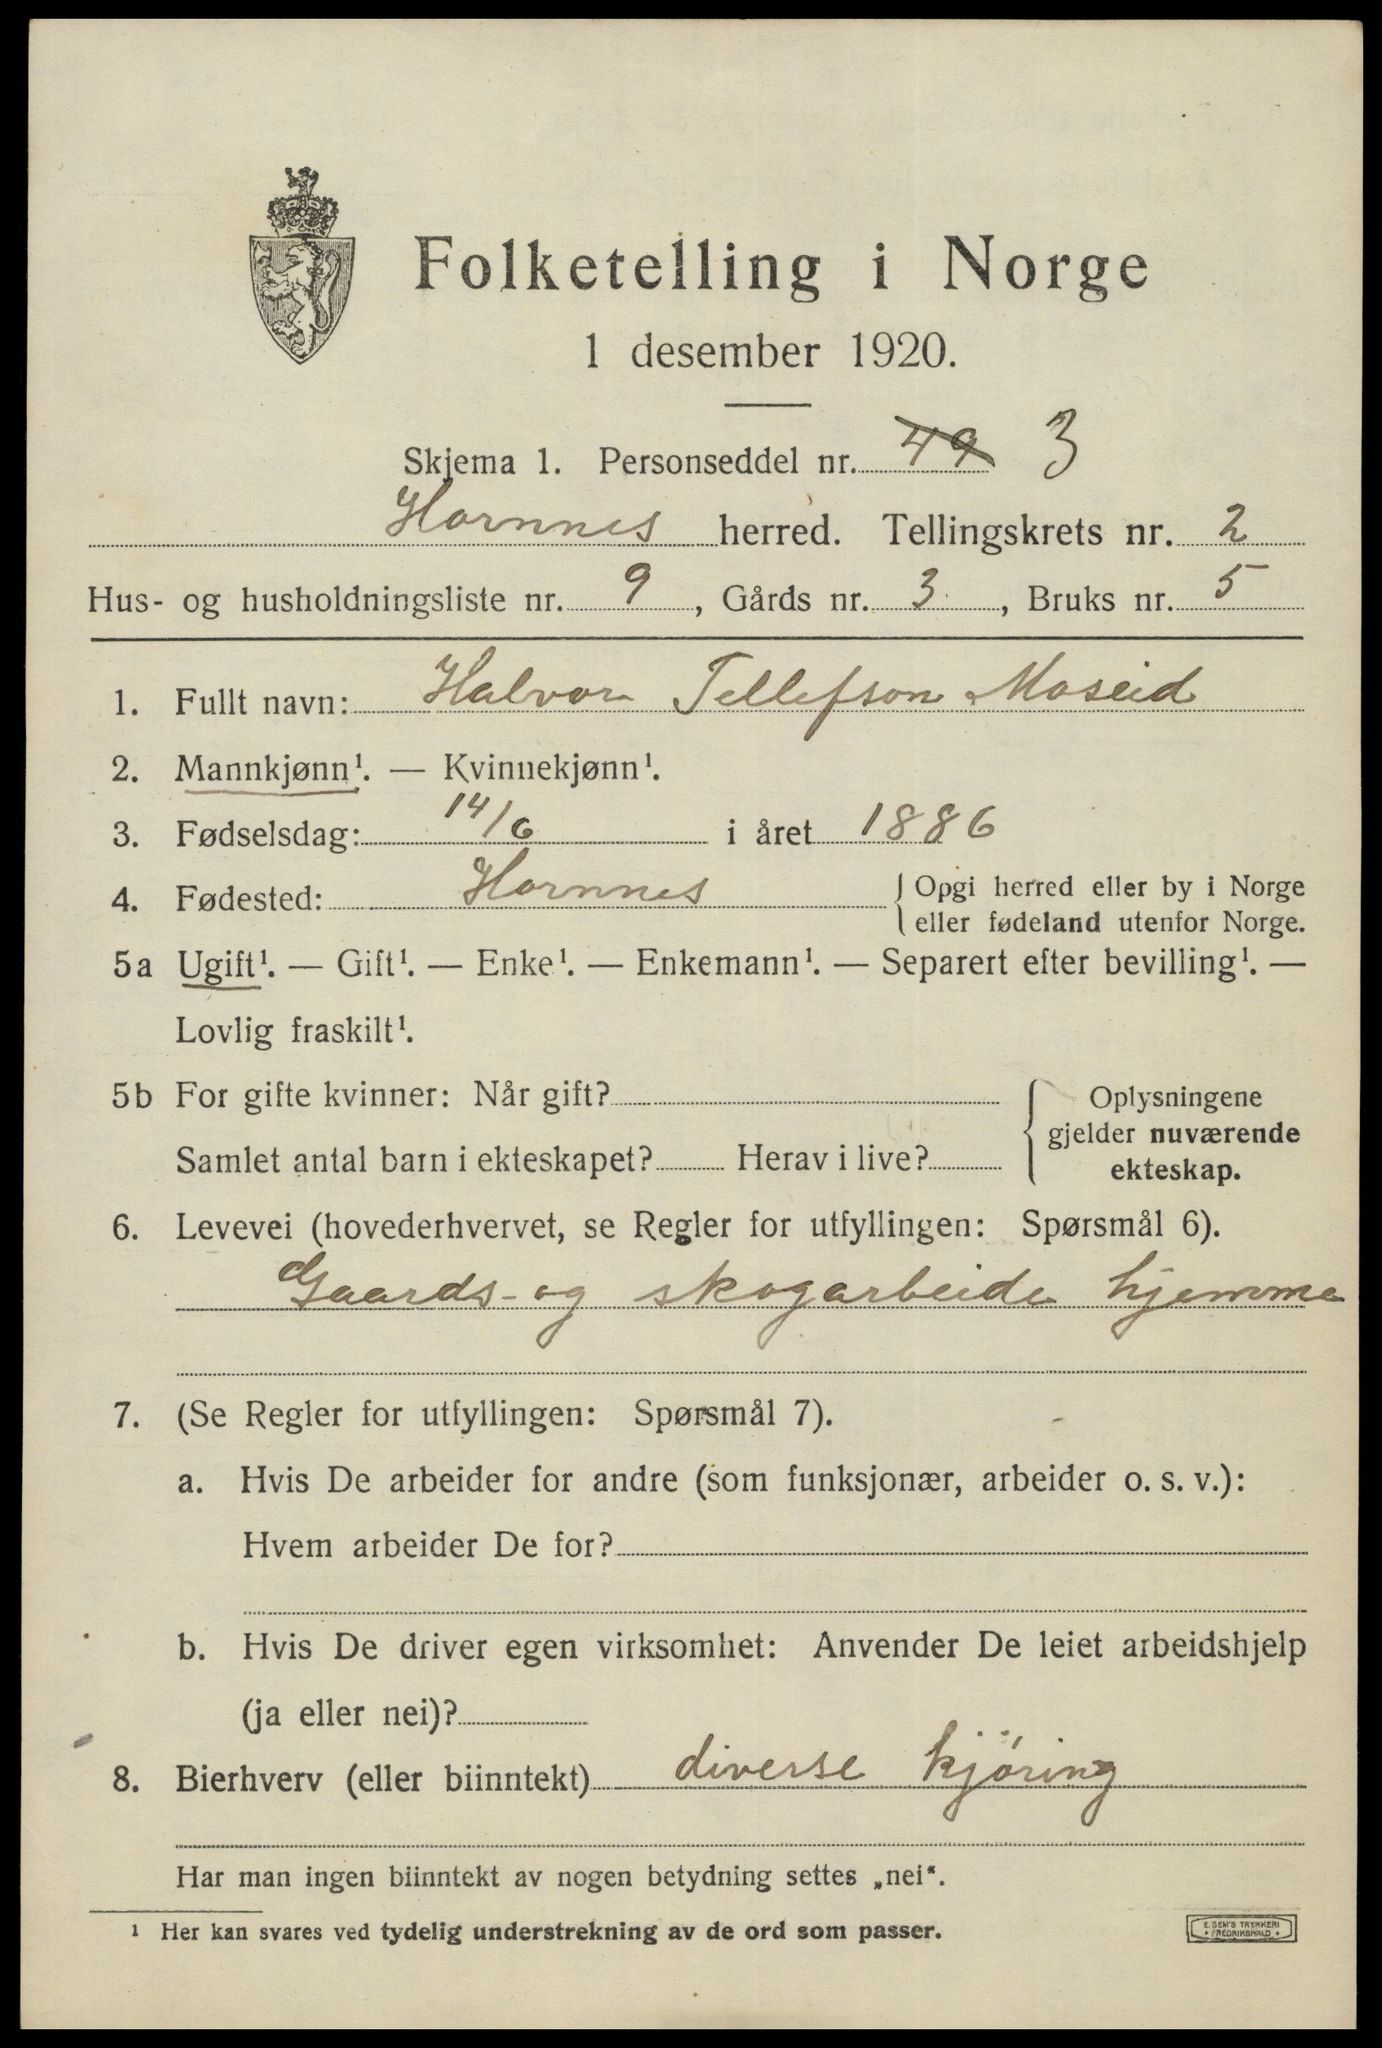 Folketelling i Norge
1 desember 1920.
Skjema 1. Personseddel nr. 49 3
Hornnes herred. Tellingskrets nr. 2
Hus- og husholdningsliste nr. 9, Gårds nr. 3, Bruks nr. 5
1. Fullt navn: Halvor Tellefson Moseid
2. Mannkjønn¹. — Kvinnekjønn¹.
3. Fødselsdag: 14/6 i året 1886
4. Fødested: Hornnes { Opgi herred eller by i Norge
eller fødeland utenfor Norge.
5a Ugift¹. — Gift¹. — Enke¹. — Enkemann¹. — Separert efter bevilling¹. —
Lovlig fraskilt¹.
5b For gifte kvinner: Når gift?
Samlet antal barn i ekteskapet? Herav i live?
{ Oplysningene
gjelder nuværende
ekteskap.
6. Levevei (hovederhvervet, se Regler for utfyllingen: Spørsmål 6).
Gaards- og skogarbeide hjemme
7. (Se Regler for utfyllingen: Spørsmål 7).
a. Hvis De arbeider for andre (som funksjonær, arbeider o. s. v.):
Hvem arbeider De for?
b. Hvis De driver egen virksomhet: Anvender De leiet arbeidshjelp
(ja eller nei)?
8. Bierhverv (eller biinntekt) diverse kjöring
Har man ingen biinntekt av nogen betydning settes „nei“.
¹ Her kan svares ved tydelig understrekning av de ord som passer.
E. SEM'S TRYKKERI
• FREDRIKSHALD •